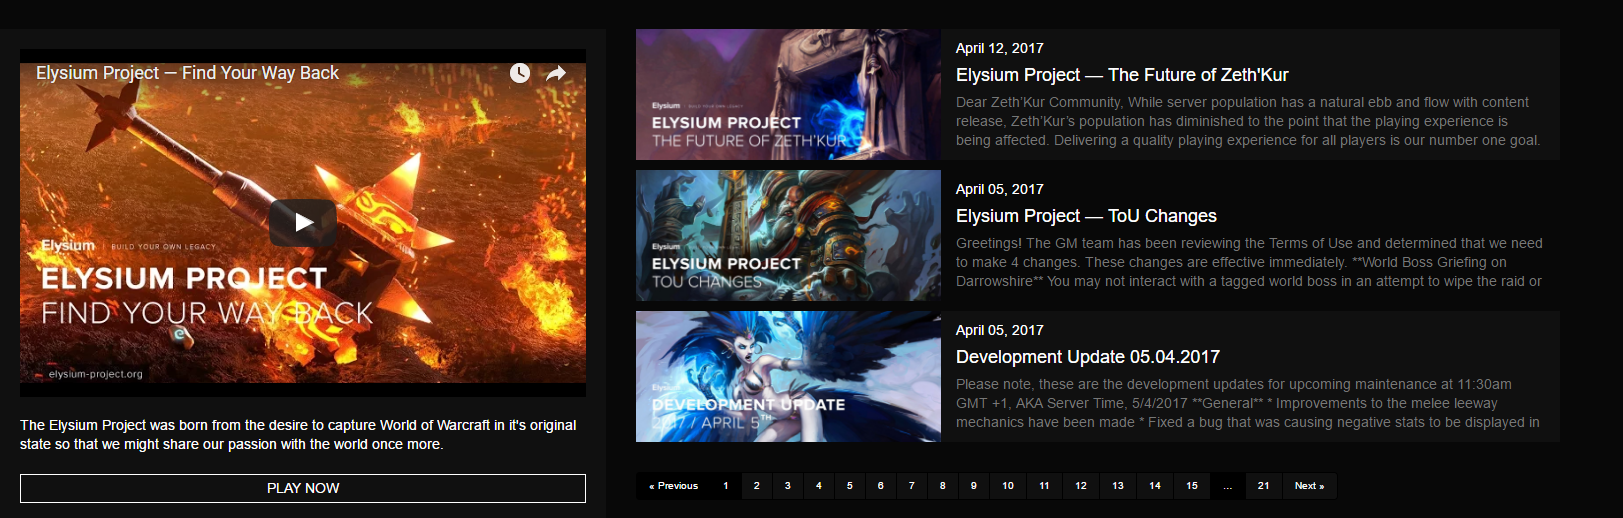 Elysium Project — Find Your Way Back
Elysium | BUILD YOUR OWN LEGACY
ELYSIUM PROJECT
FIND YOUR WAY BACK
elysium-project.org
The Elysium Project was born from the desire to capture World of Warcraft in it's original
state so that we might share our passion with the world once more.
PLAY NOW
Elysium | BUILD YOUR OWN LEGACY
ELYSIUM PROJECT
THE FUTURE OF ZETH'KUR
April 12, 2017
Elysium Project — The Future of Zeth'Kur
Dear Zeth'Kur Community, While server population has a natural ebb and flow with content
release, Zeth'Kur's population has diminished to the point that the playing experience is
being affected. Delivering a quality playing experience for all players is our number one goal.
Elysium
ELYSIUM PROJECT
TOU CHANGES
April 05, 2017
Elysium Project — ToU Changes
Greetings! The GM team has been reviewing the Terms of Use and determined that we need
to make 4 changes. These changes are effective immediately. **World Boss Griefing on
Darrowshire** You may not interact with a tagged world boss in an attempt to wipe the raid or
Elysium
DEVELOPMENT UPDATE
2017 / APRIL 5TH
April 05, 2017
Development Update 05.04.2017
Please note, these are the development updates for upcoming maintenance at 11:30am
GMT +1, AKA Server Time, 5/4/2017 **General** * Improvements to the melee leeway
mechanics have been made * Fixed a bug that was causing negative stats to be displayed in
« Previous 1 2 3 4 5 6 7 8 9 10 11 12 13 14 15 ... 21 Next »